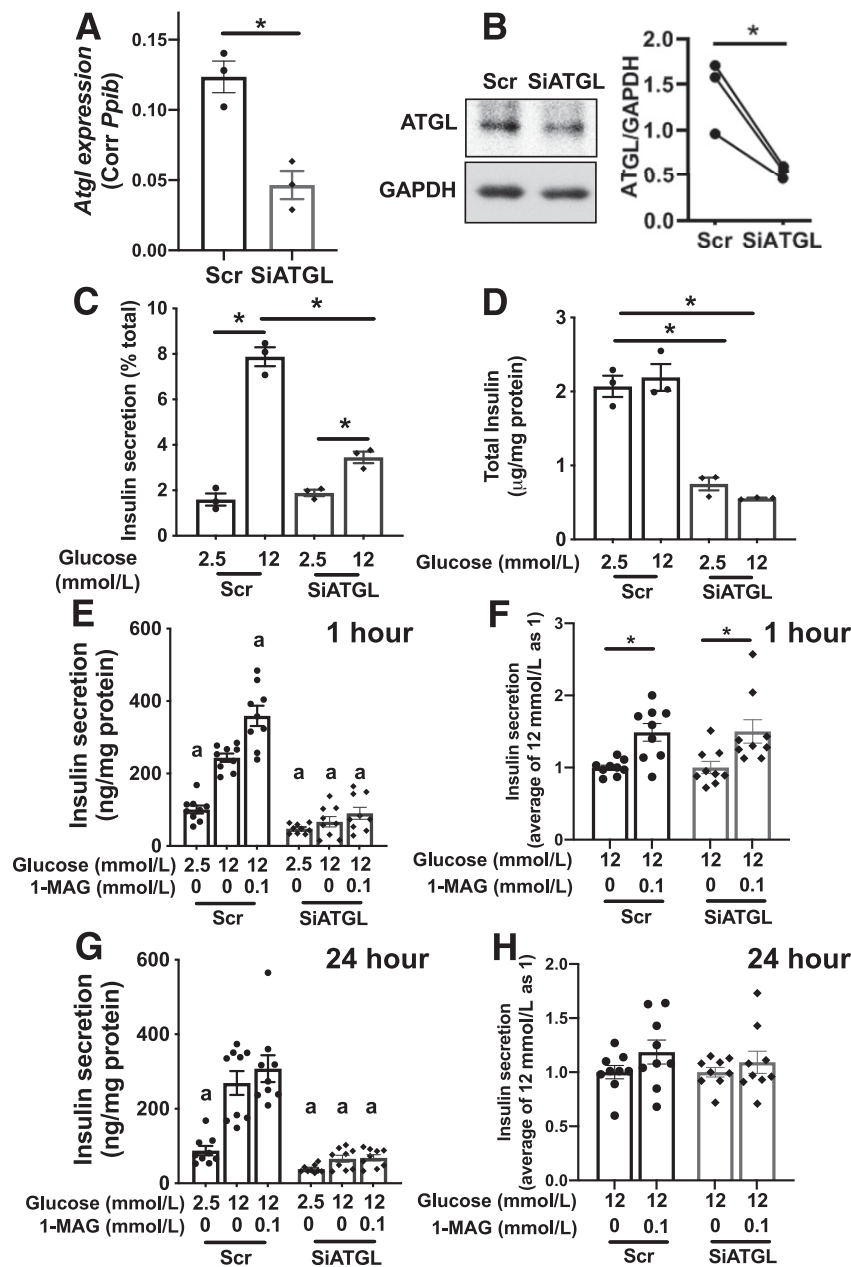 A
Atgl expression
(Corr Ppib)
0.15
0.10
0.05
0.00
*
Scr SiATGL
B
Scr SiATGL
ATGL
GAPDH
ATGL/GAPDH
2.0
1.5
1.0
0.5
0.0
*
Scr SiATGL
C
Insulin secretion (% total)
10
8
6
4
2
0
* * *
Glucose 2.5 12 2.5 12
(mmol/L) Scr SiATGL
D
Total Insulin
(μg/mg protein)
3
2
1
0
*
*
Glucose (mmol/L) 2.5 12 2.5 12
Scr SiATGL
E
1 hour
Insulin secretion
(ng/mg protein)
600
400
200
0
a a a a a
Glucose (mmol/L) 2.5 12 12 2.5 12 12
1-MAG (mmol/L) 0 0 0.1 0 0 0.1
Scr SiATGL
F
1 hour
Insulin secretion
(average of 12 mmol/L as 1)
3
2
1
0
* *
Glucose (mmol/L) 12 12 12 12
1-MAG (mmol/L) 0 0.1 0 0.1
Scr SiATGL
G
24 hour
Insulin secretion
(ng/mg protein)
600
400
200
0
a a a a
Glucose (mmol/L) 2.5 12 12 2.5 12 12
1-MAG (mmol/L) 0 0 0.1 0 0 0.1
Scr SiATGL
H
24 hour
Insulin secretion
(average of 12 mmol/L as 1)
2.0
1.5
1.0
0.5
0.0
Glucose (mmol/L) 12 12 12 12
1-MAG (mmol/L) 0 0.1 0 0.1
Scr SiATGL